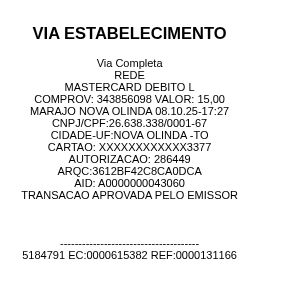 VIA ESTABELECIMENTO
Via Completa
REDE
MASTERCARD DEBITO L
COMPROV: 343856098 VALOR: 15,00
MARAJO NOVA OLINDA 08.10.25-17:27
CNPJ/CPF:26.638.338/0001-67
CIDADE-UF:NOVA OLINDA -TO
CARTAO: XXXXXXXXXXXX3377
AUTORIZACAO: 286449
ARQC:3612BF42C8CA0DCA
AID: A0000000043060
TRANSACAO APROVADA PELO EMISSOR
--------------------------------------
5184791 EC:0000615382 REF:0000131166